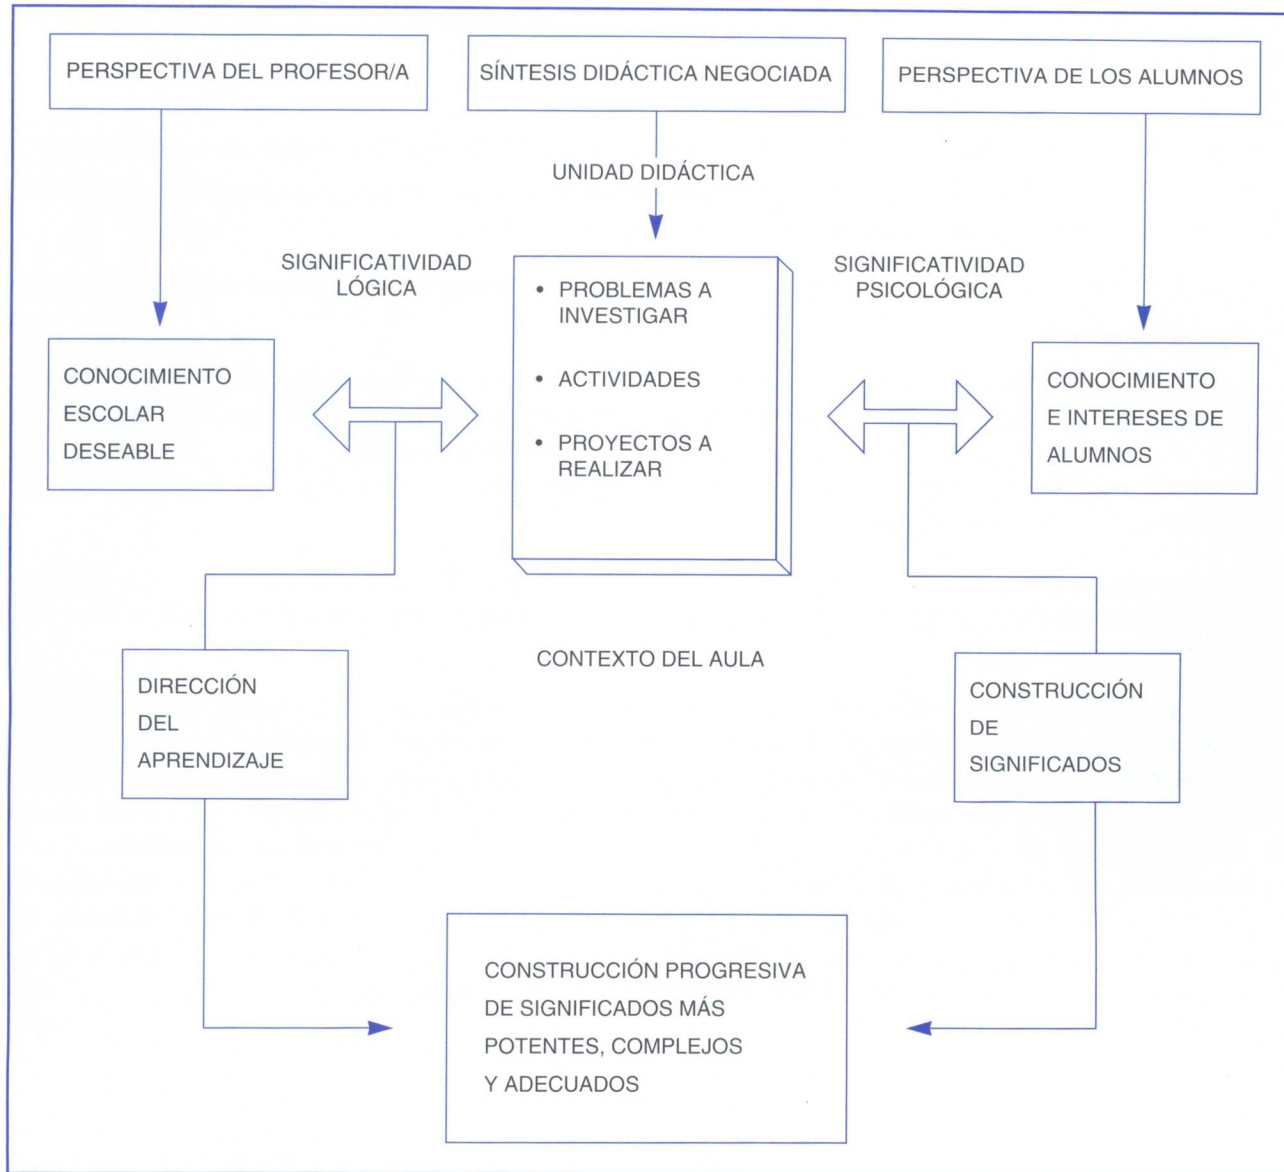 PERSPECTIVA DEL PROFESOR/A
SÍNTESIS DIDÁCTICA NEGOCIADA
PERSPECTIVA DE LOS ALUMNOS
UNIDAD DIDÁCTICA
SIGNIFICATIVIDAD
LÓGICA
SIGNIFICATIVIDAD
PSICOLÓGICA
CONOCIMIENTO
ESCOLAR
DESEABLE
• PROBLEMAS A
INVESTIGAR
• ACTIVIDADES
• PROYECTOS A
REALIZAR
CONOCIMIENTO
E INTERESES DE
ALUMNOS
DIRECCIÓN
DEL
APRENDIZAJE
CONTEXTO DEL AULA
CONSTRUCCIÓN
DE
SIGNIFICADOS
CONSTRUCCIÓN PROGRESIVA
DE SIGNIFICADOS MÁS
POTENTES, COMPLEJOS
Y ADECUADOS